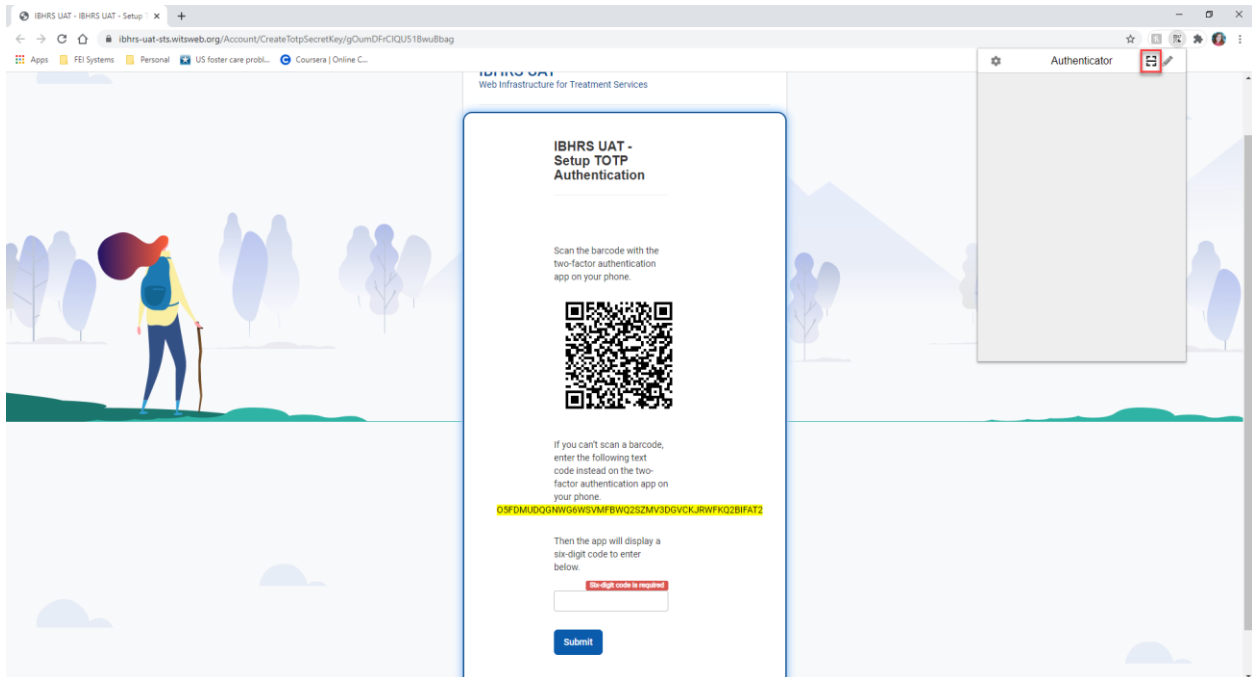 IBHRS UAT - IBHRS UAT - Setup T
ibhrs-uat-sts.witsweb.org/Account/CreateTotpSecretKey/gOumDFrClQU51BwuBbag
Apps FEI Systems Personal US foster care probl... Coursera | Online C...
Authenticator
IBHRS UAT
Web Infrastructure for Treatment Services
IBHRS UAT -
Setup TOTP
Authentication
Scan the barcode with the
two-factor authentication
app on your phone.
If you can't scan a barcode,
enter the following text
code instead on the two-
factor authentication app on
your phone.
O5FDMUDQGNWG6WSVMFBWQ2SZMV3DGVCKJRWFKQ2BIFAT2
Then the app will display a
six-digit code to enter
below.
Six-digit code is required
Submit